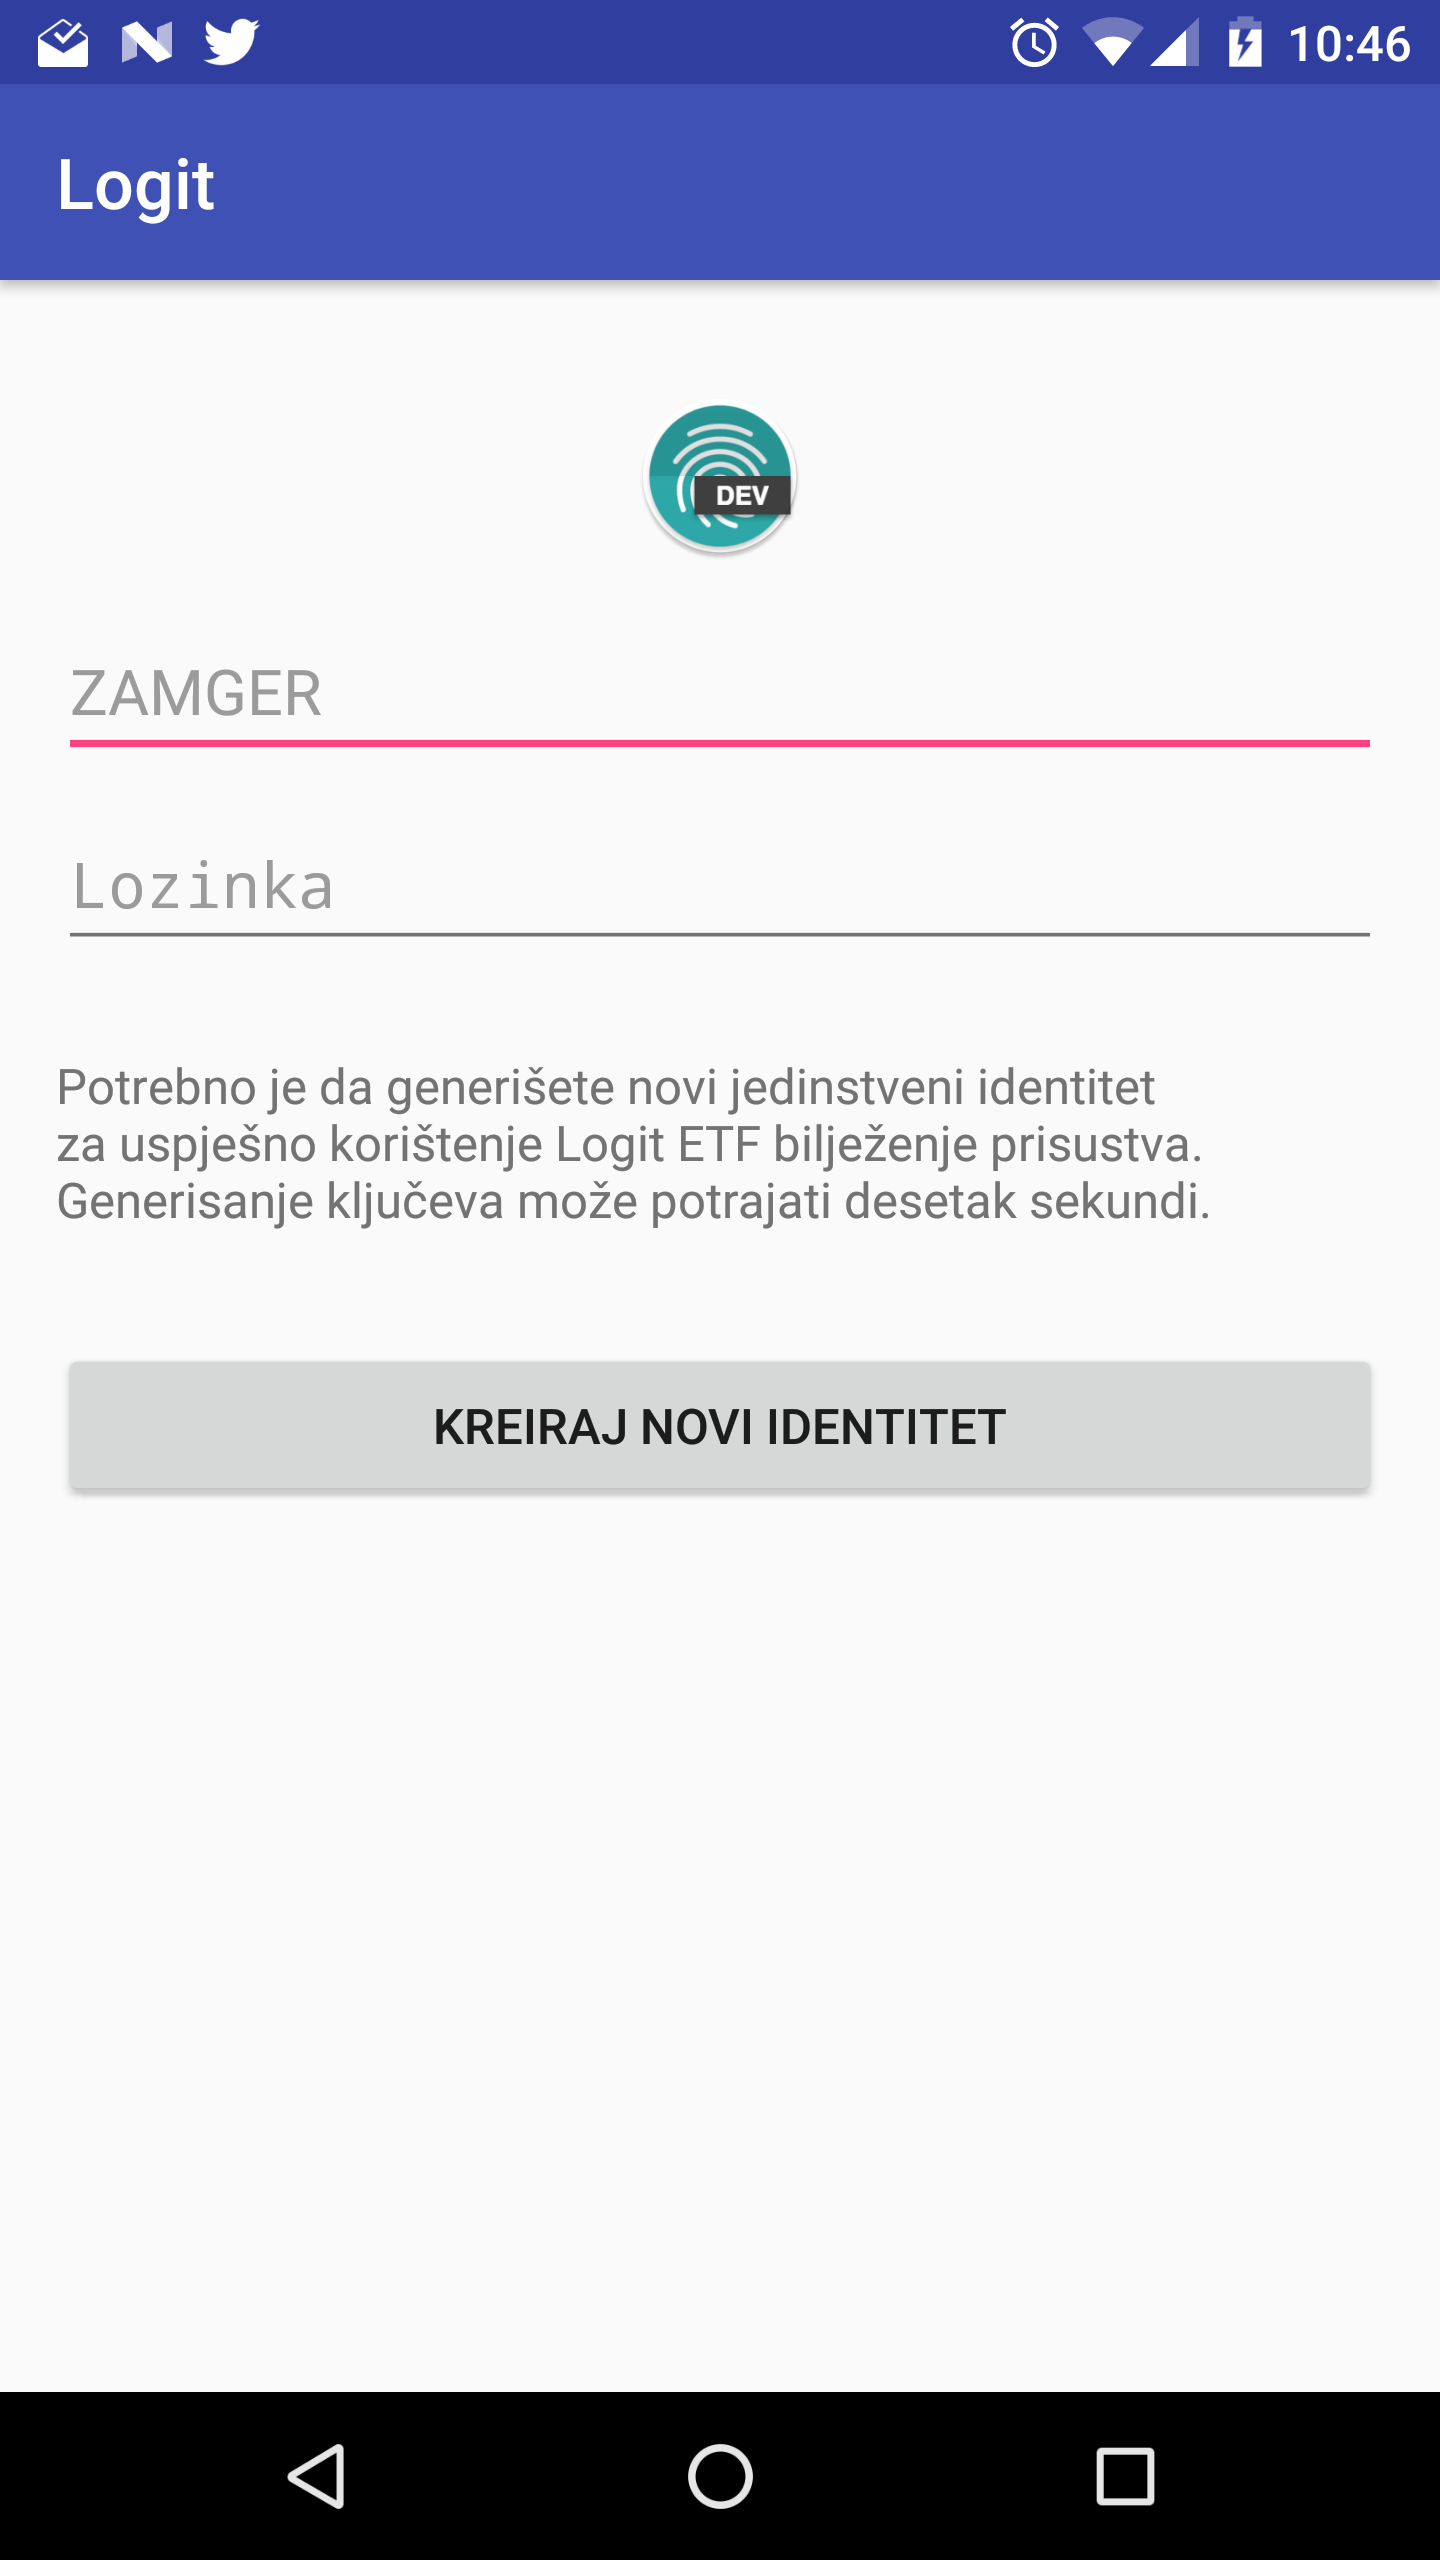 10:46
Logit
DEV
ZAMGER
Lozinka
Potrebno je da generišete novi jedinstveni identitet
za uspješno korištenje Logit ETF bilježenje prisustva.
Generisanje ključeva može potrajati desetak sekundi.
KREIRAJ NOVI IDENTITET